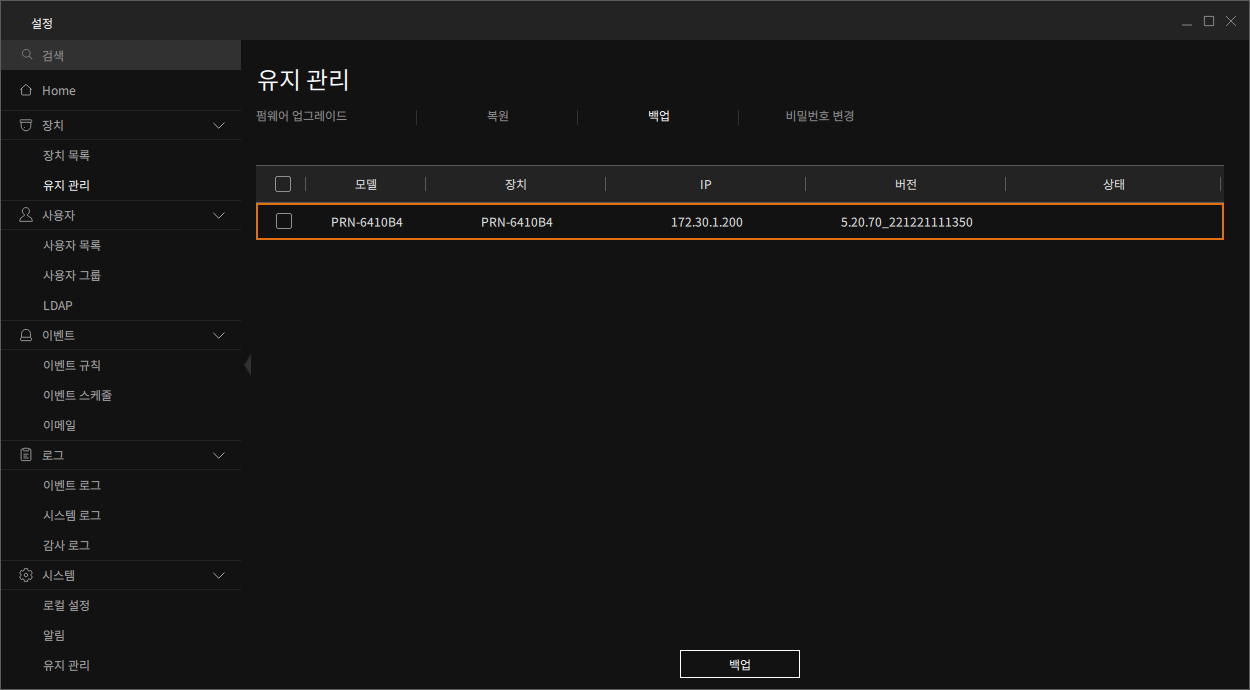 설정
검색
Home
장치
장치 목록
유지 관리
사용자
사용자 목록
사용자 그룹
LDAP
이벤트
이벤트 규칙
이벤트 스케줄
이메일
로그
이벤트 로그
시스템 로그
감사 로그
시스템
로컬 설정
알림
유지 관리
유지 관리
펌웨어 업그레이드 복원 백업 비밀번호 변경
모델 장치 IP 버전 상태
PRN-6410B4 PRN-6410B4 172.30.1.200 5.20.70_221221111350
백업